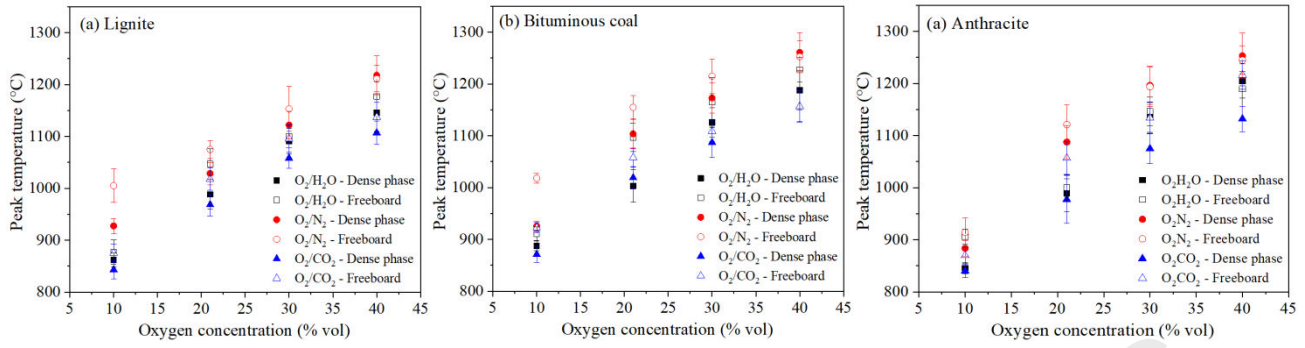 (a) Lignite
Peak temperature (°C)
1300
1200
1100
1000
900
800
O₂/H₂O - Dense phase
O₂/H₂O - Freeboard
O₂/N₂ - Dense phase
O₂/N₂ - Freeboard
O₂/CO₂ - Dense phase
O₂/CO₂ - Freeboard
5 10 15 20 25 30 35 40 45
Oxygen concentration (% vol)
(b) Bituminous coal
Peak temperature (°C)
1300
1200
1100
1000
900
800
O₂/H₂O - Dense phase
O₂/H₂O - Freeboard
O₂/N₂ - Dense phase
O₂/N₂ - Freeboard
O₂/CO₂ - Dense phase
O₂/CO₂ - Freeboard
5 10 15 20 25 30 35 40 45
Oxygen concentration (% vol)
(a) Anthracite
Peak temperature (°C)
1300
1200
1100
1000
900
800
O₂H₂O - Dense phase
O₂H₂O - Freeboard
O₂N₂ - Dense phase
O₂N₂ - Freeboard
O₂CO₂ - Dense phase
O₂CO₂ - Freeboard
5 10 15 20 25 30 35 40 45
Oxygen concentration (% vol)